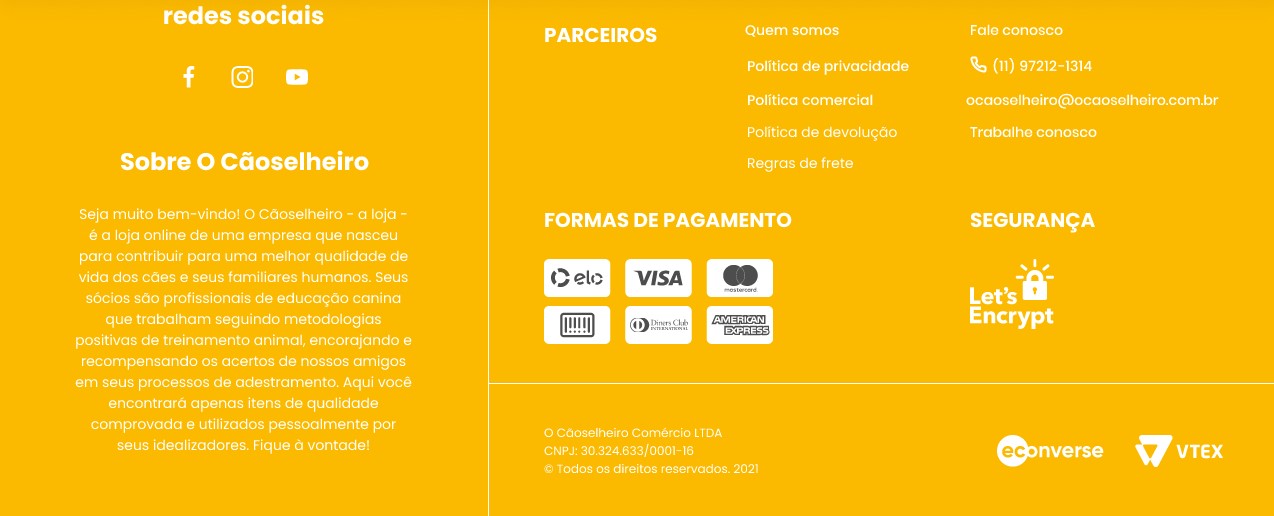 redes sociais
Sobre O Cãoselheiro
Seja muito bem-vindo! O Cãoselheiro - a loja -
é a loja online de uma empresa que nasceu
para contribuir para uma melhor qualidade de
vida dos cães e seus familiares humanos. Seus
sócios são profissionais de educação canina
que trabalham seguindo metodologias
positivas de treinamento animal, encorajando e
recompensando os acertos de nossos amigos
em seus processos de adestramento. Aqui você
encontrará apenas itens de qualidade
comprovada e utilizados pessoalmente por
seus idealizadores. Fique à vontade!
PARCEIROS
Quem somos
Política de privacidade
Política comercial
Política de devolução
Regras de frete
Fale conosco
(11) 97212-1314
ocaoselheiro@ocaoselheiro.com.br
Trabalhe conosco
FORMAS DE PAGAMENTO
elo
VISA
mastercard
Diners Club
INTERNATIONAL
AMERICAN
EXPRESS
SEGURANÇA
Let's
Encrypt
O Cãoselheiro Comércio LTDA
CNPJ: 30.324.633/0001-16
© Todos os direitos reservados. 2021
econverse
VTEX